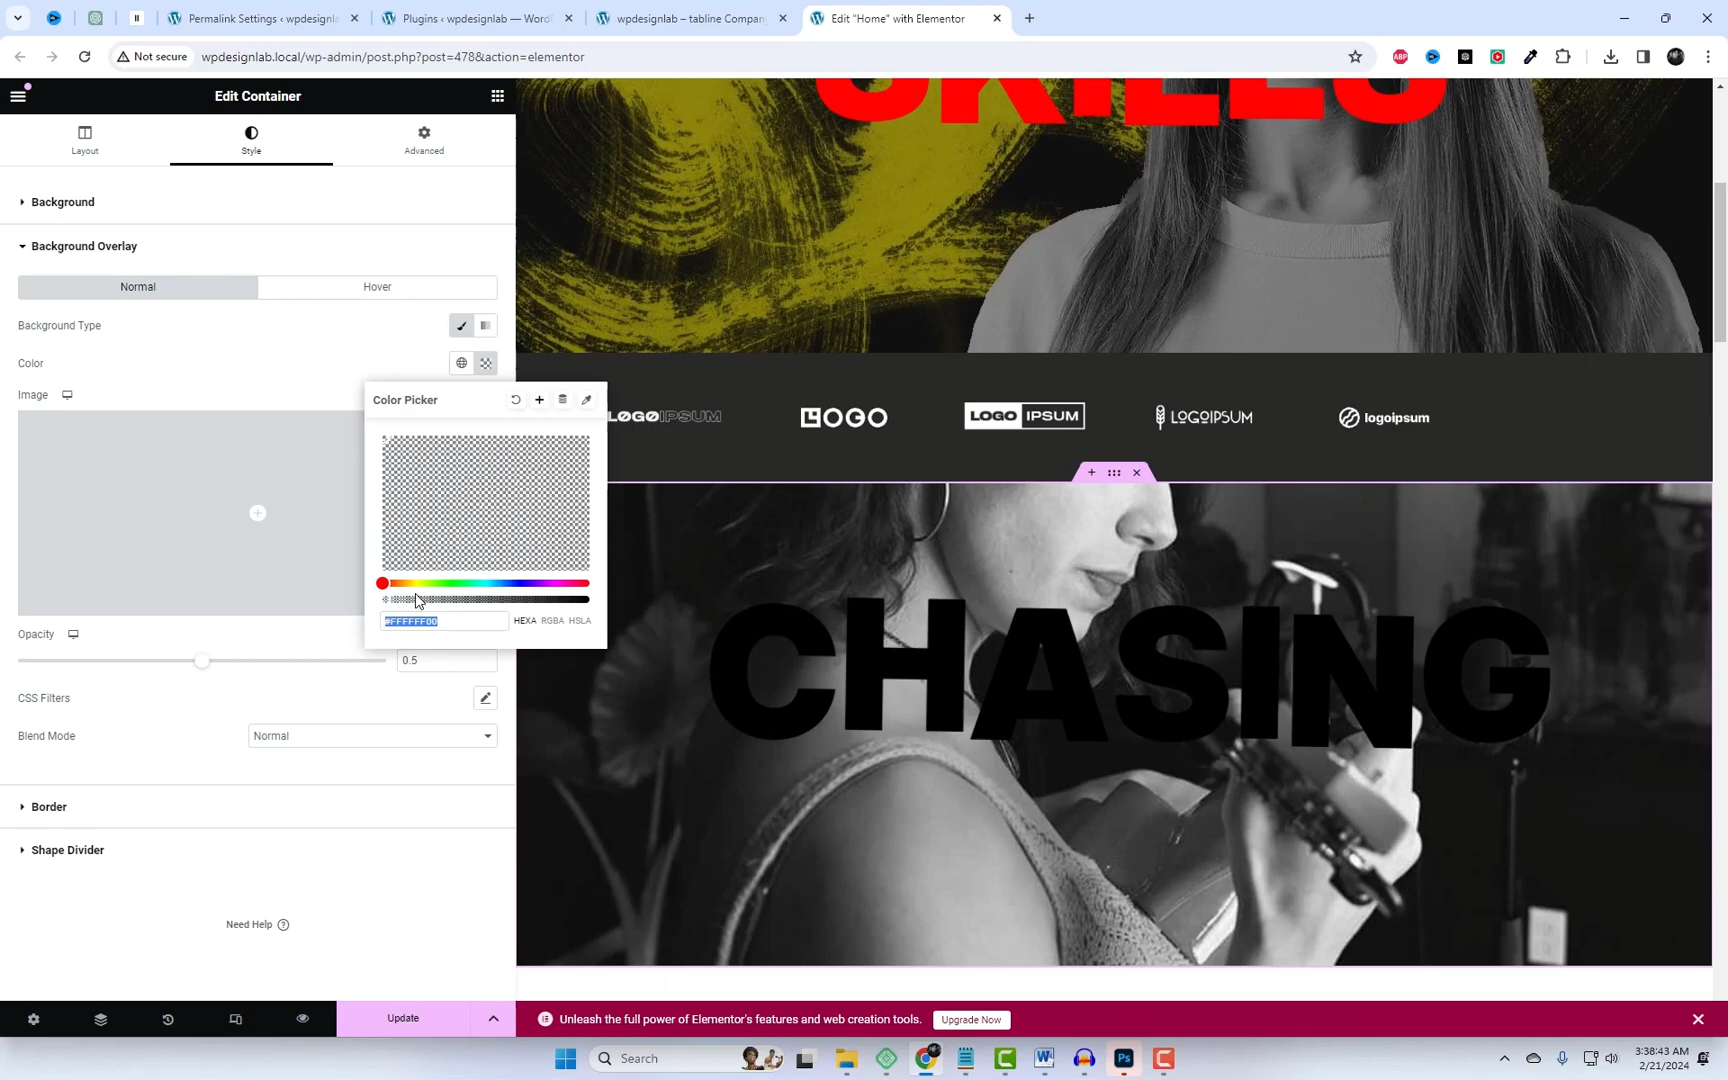 Permalink Settings ‹ wpdesignl
Plugins ‹ wpdesignlab — Word
wpdesignlab – tabline Company
Edit "Home" with Elementor
Not secure
wpdesignlab.local/wp-admin/post.php?post=478&action=elementor
ABP
Edit Container
Layout
Style
Advanced
Background
Background Overlay
Normal
Hover
Background Type
Color
Image
Color Picker
#FFFFFF00
HEXA
RGBA
HSLA
Opacity
0.5
CSS Filters
Blend Mode
Normal
Border
Shape Divider
Need Help
Update
SKILLS
LOGOIPSUM
LOGO
LOGO IPSUM
LOGOIPSUM
logoipsum
CHASING
Unleash the full power of Elementor's features and web creation tools.
Upgrade Now
Search
Ps
3:38:43 AM
2/21/2024